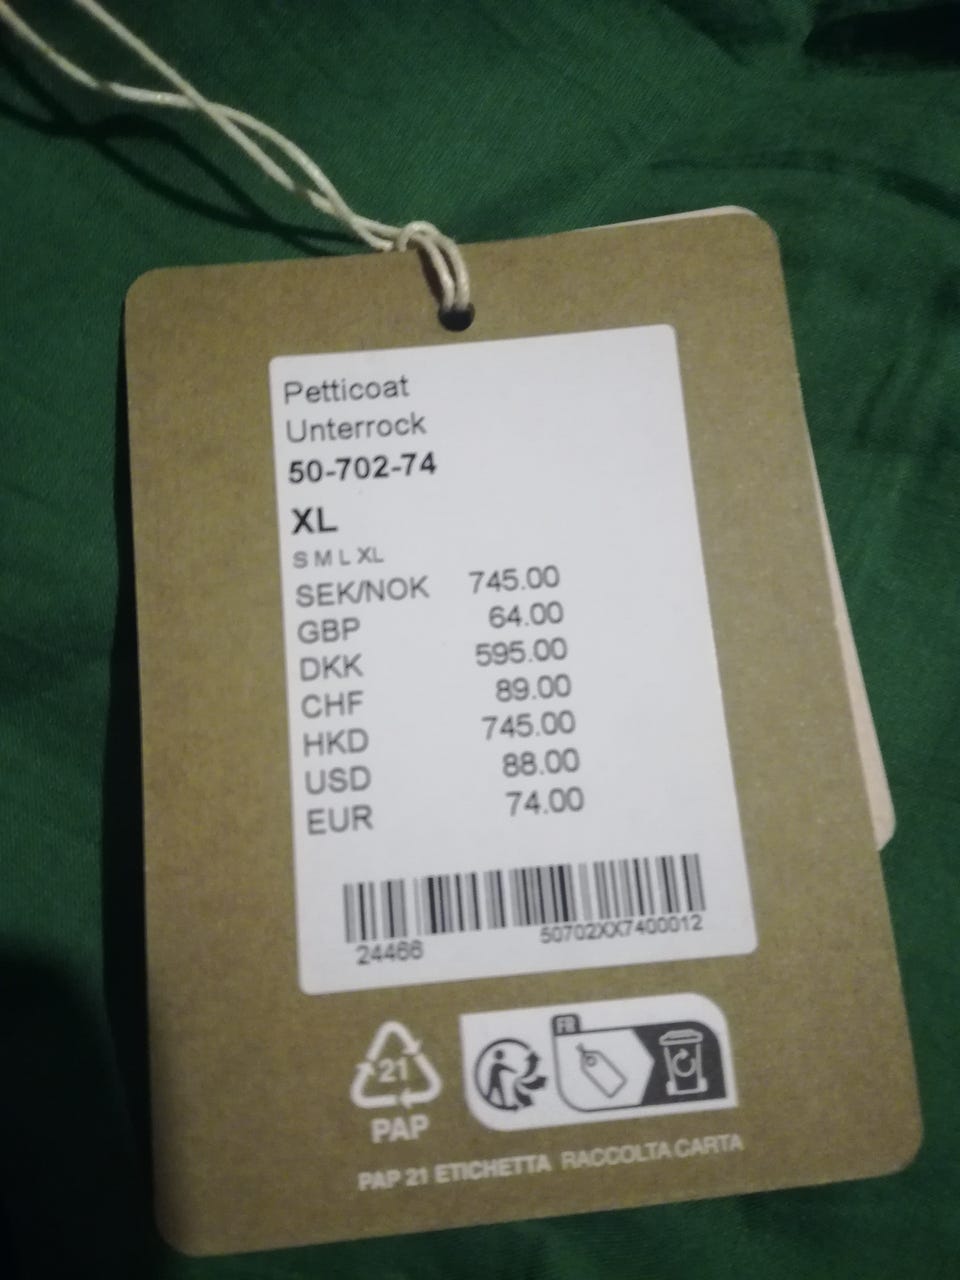 Petticoat
Unterrock
50-702-74
XL
S M L XL
SEK/NOK 745.00
GBP 64.00
DKK 595.00
CHF 89.00
HKD 745.00
USD 88.00
EUR 74.00
24466 50702XX7400012
FR
21
PAP
PAP 21 ETICHETTA RACCOLTA CARTA